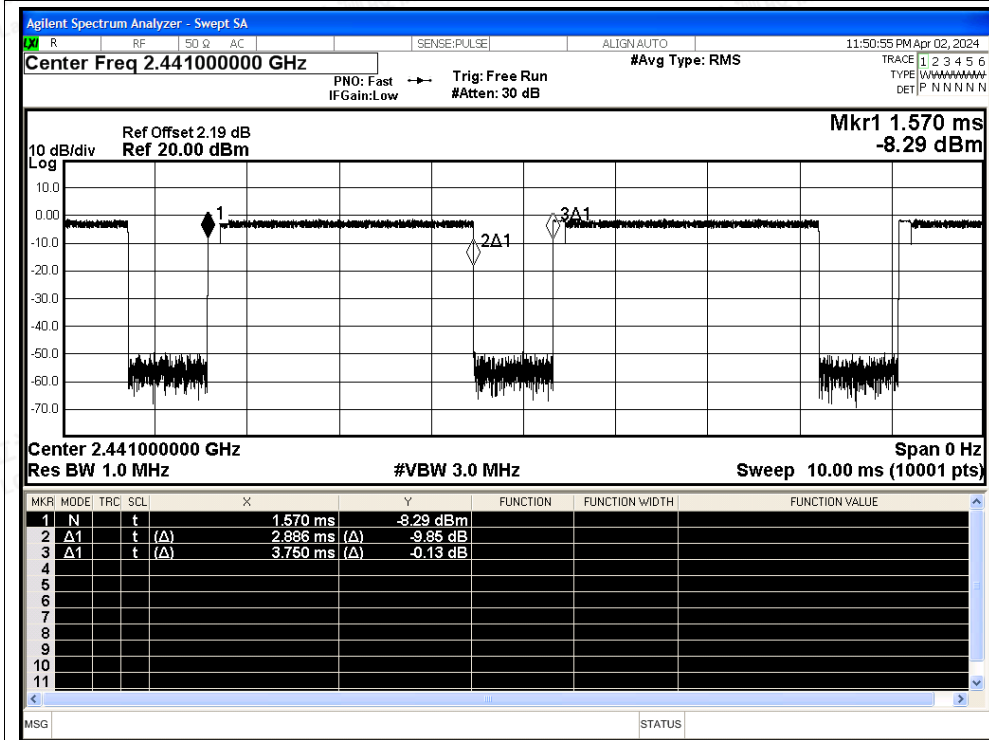 Agilent Spectrum Analyzer - Swept SA
LXI R RF 50 Ω AC SENSE:PULSE ALIGN AUTO 11:50:55 PM Apr 02, 2024
Center Freq 2.441000000 GHz #Avg Type: RMS TRACE 1 2 3 4 5 6
PNO: Fast Trig: Free Run TYPE
IFGain:Low #Atten: 30 dB DET P N N N N N
Mkr1 1.570 ms
Ref Offset 2.19 dB
10 dB/div Ref 20.00 dBm -8.29 dBm
Log
10.0
0.00 1 3Δ1
-10.0 2Δ1
-20.0
-30.0
-40.0
-50.0
-60.0
-70.0
Center 2.441000000 GHz Span 0 Hz
Res BW 1.0 MHz #VBW 3.0 MHz Sweep 10.00 ms (10001 pts)
MKR MODE TRC SCL X Y FUNCTION FUNCTION WIDTH FUNCTION VALUE
1 N t 1.570 ms -8.29 dBm
2 Δ1 t (Δ) 2.886 ms (Δ) -9.85 dB
3 Δ1 t (Δ) 3.750 ms (Δ) -0.13 dB
4
5
6
7
8
9
10
11
MSG STATUS